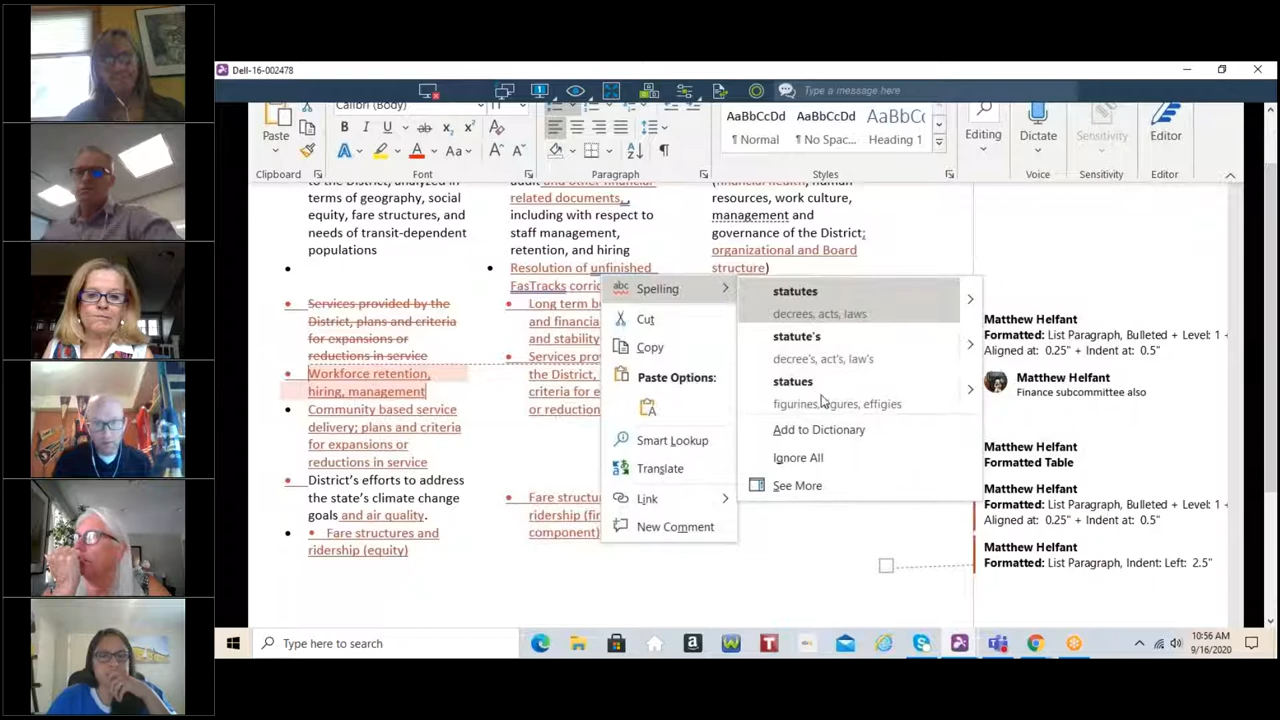 Dell-16-002478
Type a message here
Calibri (Body)
11
AaBbCcDd
AaBbCcDd
AaBbCc
Paste
Normal
No Spac...
Heading 1
Editing
Dictate
Sensitivity
Editor
Clipboard
Font
Paragraph
Styles
Voice
Sensitivity
Editor
to the District, analyzed in
terms of geography, social
equity, fare structures, and
needs of transit-dependent
populations
Services provided by the
District, plans and criteria
for expansions or
reductions in service
Workforce retention,
hiring, management
Community based service
delivery; plans and criteria
for expansions or
reductions in service
District's efforts to address
the state's climate change
goals and air quality.
Fare structures and
ridership (equity)
audit and other financial
related documents,
including with respect to
staff management,
retention, and hiring
Resolution of unfinished
FasTracks
Long term
and financia
and stability
Services
the District,
criteria for
or reduction
Fare
ridership
component)
(financial health, human
resources, work culture,
management and
governance of the District;
organizational and Board
structure)
Spelling
Cut
Copy
Paste Options:
Smart Lookup
Translate
Link
New Comment
statutes
decrees, acts, laws
statute's
decree's, act's, law's
statues
figurines, figures, effigies
Add to Dictionary
Ignore All
See More
Matthew Helfant
Formatted: List Paragraph, Bulleted + Level: 1 +
Aligned at: 0.25" + Indent at: 0.5"
Matthew Helfant
Finance subcommittee also
Matthew Helfant
Formatted Table
Matthew Helfant
Formatted: List Paragraph, Bulleted + Level: 1 +
Aligned at: 0.25" + Indent at: 0.5"
Matthew Helfant
Formatted: List Paragraph, Indent: Left: 2.5"
Type here to search
10:56 AM
9/16/2020